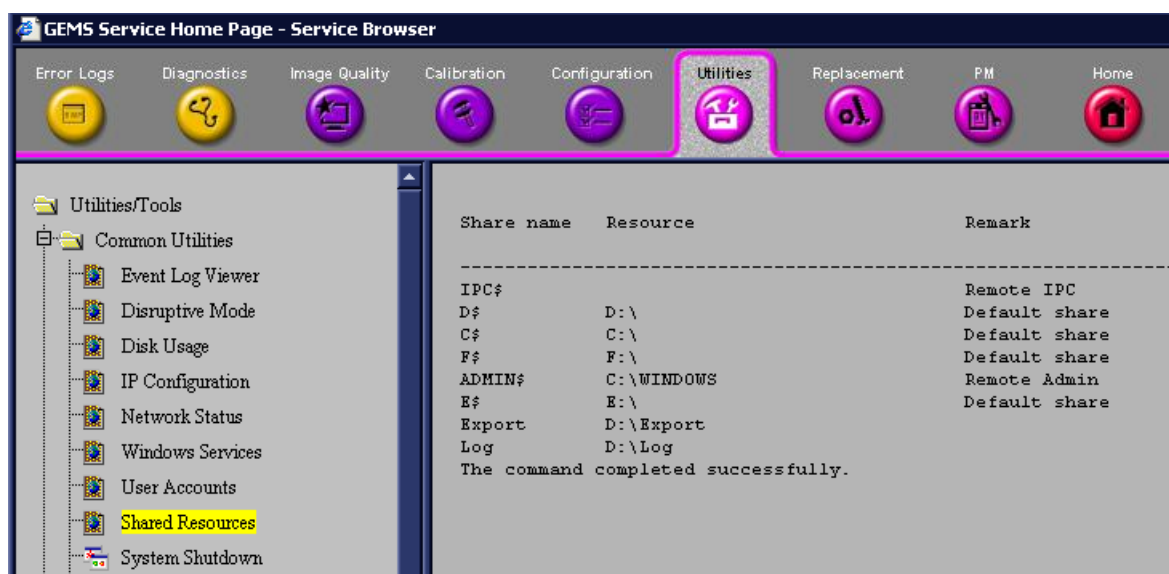 GEMS Service Home Page - Service Browser
Error Logs Diagnostics Image Quality Calibration Configuration Utilities Replacement PM Home
Utilities/Tools
Common Utilities
Event Log Viewer
Disruptive Mode
Disk Usage
IP Configuration
Network Status
Windows Services
User Accounts
Shared Resources
System Shutdown
Share name Resource Remark
-------------------------------------------------------------------------------
IPC$ Remote IPC
D$ D:\ Default share
C$ C:\ Default share
F$ F:\ Default share
ADMIN$ C:\WINDOWS Remote Admin
E$ E:\ Default share
Export D:\Export
Log D:\Log
The command completed successfully.